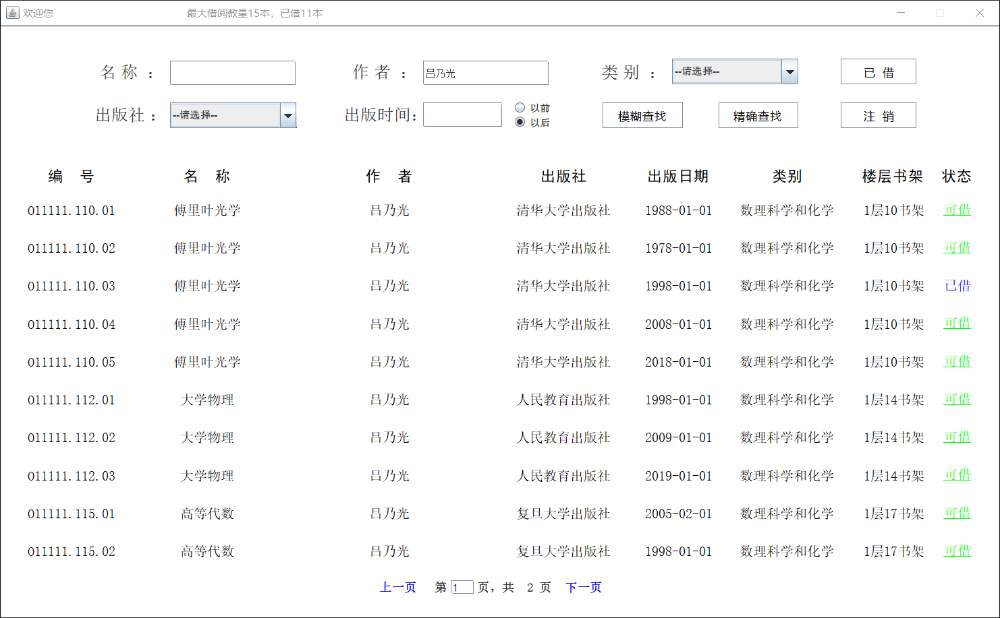 欢迎您 最大借阅数量15本，已借11本
名 称 ： 作 者 ： 吕乃光 类 别 ： --请选择-- 已 借
出版社 ： --请选择-- 出版时间： 以前 以后 模糊查找 精确查找 注 销
编 号 名 称 作 者 出版社 出版日期 类别 楼层书架 状态
011111.110.01 傅里叶光学 吕乃光 清华大学出版社 1988-01-01 数理科学和化学 1层10书架 可借
011111.110.02 傅里叶光学 吕乃光 清华大学出版社 1978-01-01 数理科学和化学 1层10书架 可借
011111.110.03 傅里叶光学 吕乃光 清华大学出版社 1998-01-01 数理科学和化学 1层10书架 已借
011111.110.04 傅里叶光学 吕乃光 清华大学出版社 2008-01-01 数理科学和化学 1层10书架 可借
011111.110.05 傅里叶光学 吕乃光 清华大学出版社 2018-01-01 数理科学和化学 1层10书架 可借
011111.112.01 大学物理 吕乃光 人民教育出版社 1998-01-01 数理科学和化学 1层14书架 可借
011111.112.02 大学物理 吕乃光 人民教育出版社 2009-01-01 数理科学和化学 1层14书架 可借
011111.112.03 大学物理 吕乃光 人民教育出版社 2019-01-01 数理科学和化学 1层14书架 可借
011111.115.01 高等代数 吕乃光 复旦大学出版社 2005-02-01 数理科学和化学 1层17书架 可借
011111.115.02 高等代数 吕乃光 复旦大学出版社 1998-01-01 数理科学和化学 1层17书架 可借
上一页 第 1 页，共 2 页 下一页